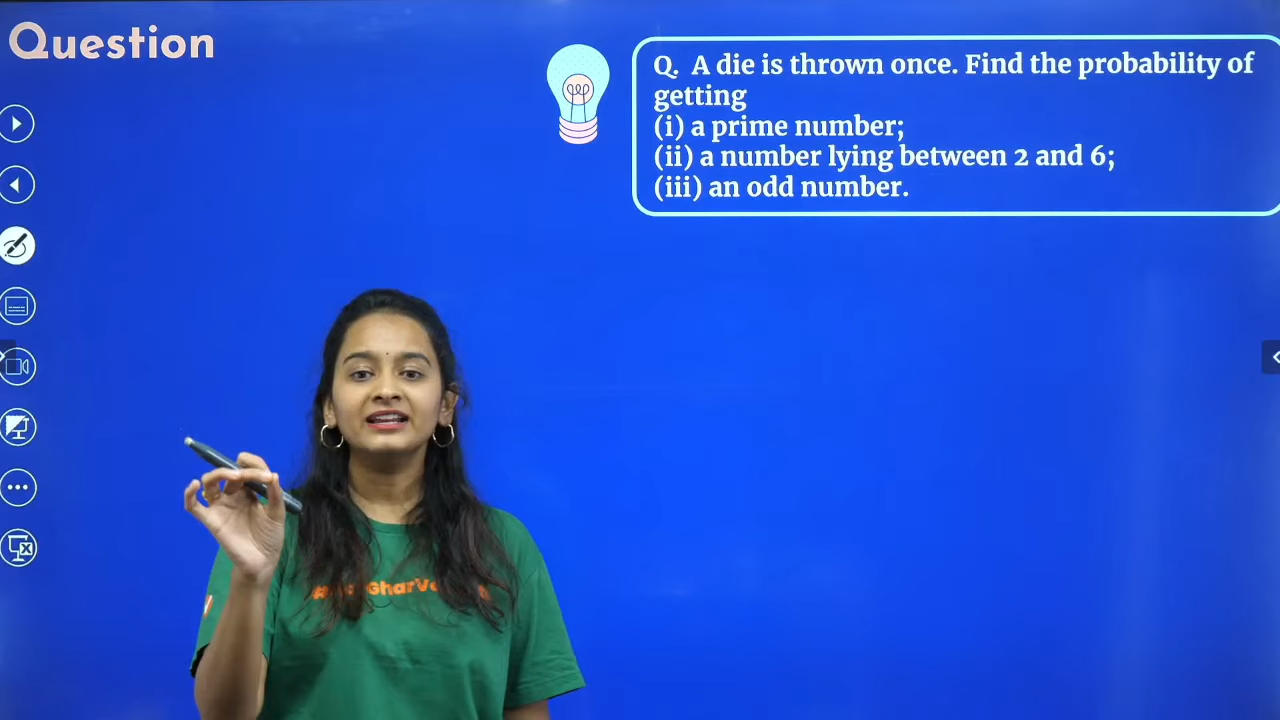 Question
Q. A die is thrown once. Find the probability of
getting
(i) a prime number;
(ii) a number lying between 2 and 6;
(iii) an odd number.